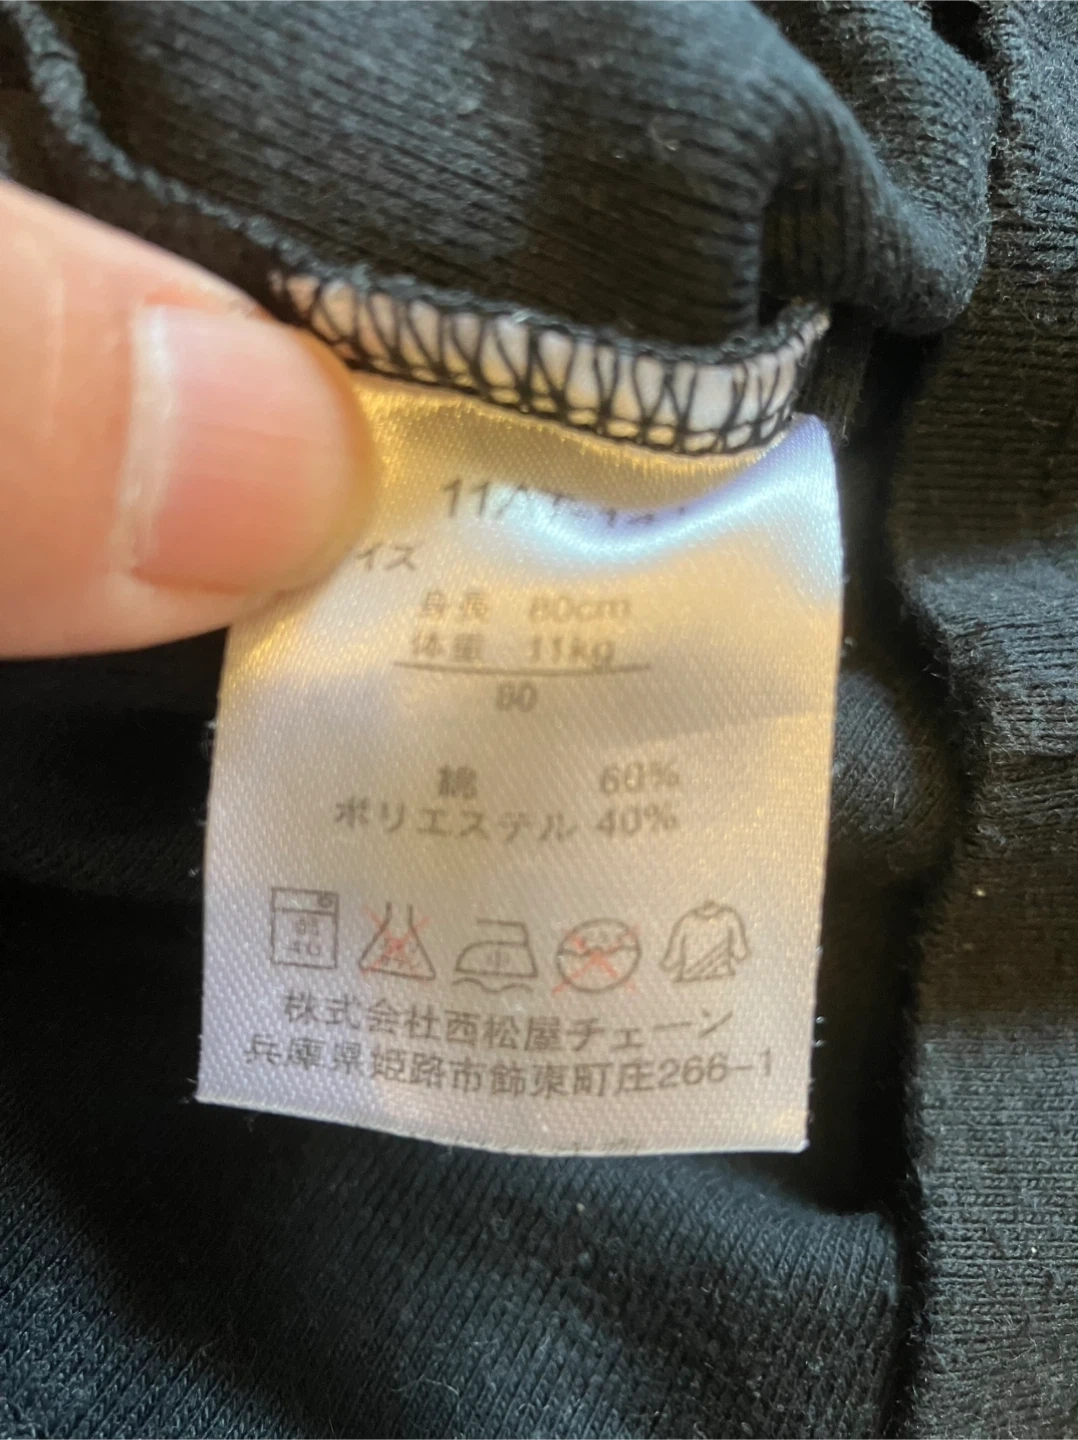 イズ
身長 80cm
体重 11kg
80
綿 60%
ポリエステル 40%
40
中
株式会社西松屋チェーン
兵庫県姫路市飾東町庄266-1